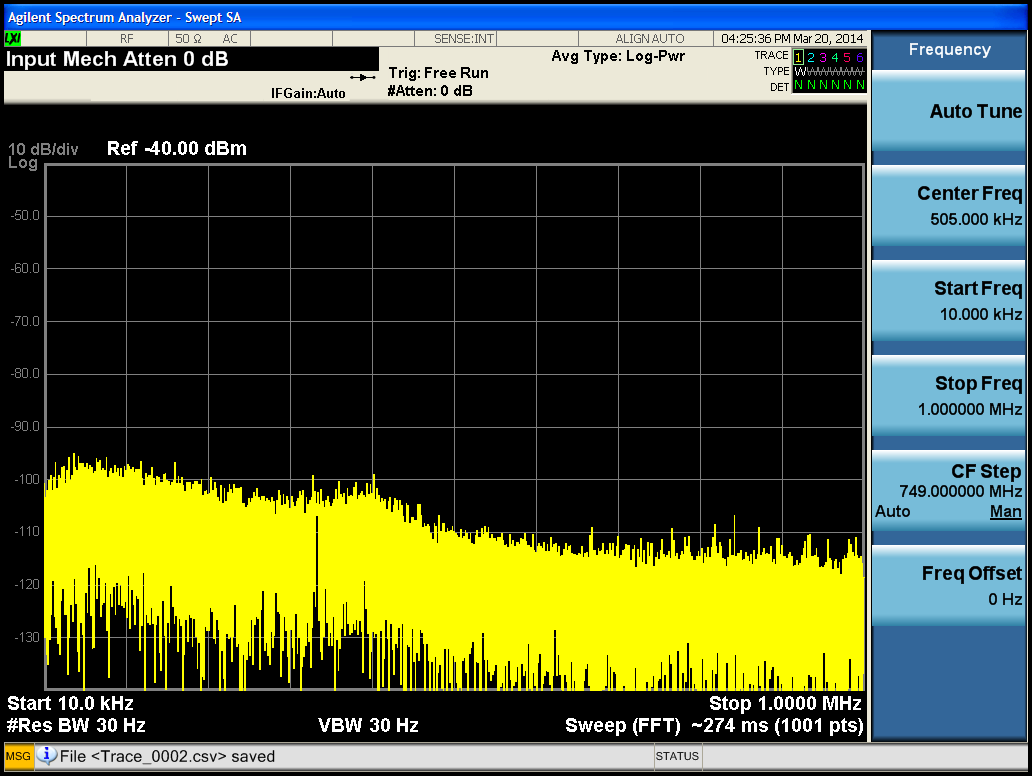 Agilent Spectrum Analyzer - Swept SA
LXI RF 50 Ω AC SENSE:INT ALIGN AUTO 04:25:36 PM Mar 20, 2014
Input Mech Atten 0 dB
IFGain:Auto
Trig: Free Run
#Atten: 0 dB
Avg Type: Log-Pwr
TRACE 1 2 3 4 5 6
TYPE W
DET N N N N N N
10 dB/div
Log
Ref -40.00 dBm
-50.0
-60.0
-70.0
-80.0
-90.0
-100
-110
-120
-130
Start 10.0 kHz Stop 1.0000 MHz
#Res BW 30 Hz VBW 30 Hz Sweep (FFT) ~274 ms (1001 pts)
MSG File <Trace_0002.csv> saved STATUS
Frequency
Auto Tune
Center Freq
505.000 kHz
Start Freq
10.000 kHz
Stop Freq
1.000000 MHz
CF Step
749.000000 MHz
Auto Man
Freq Offset
0 Hz